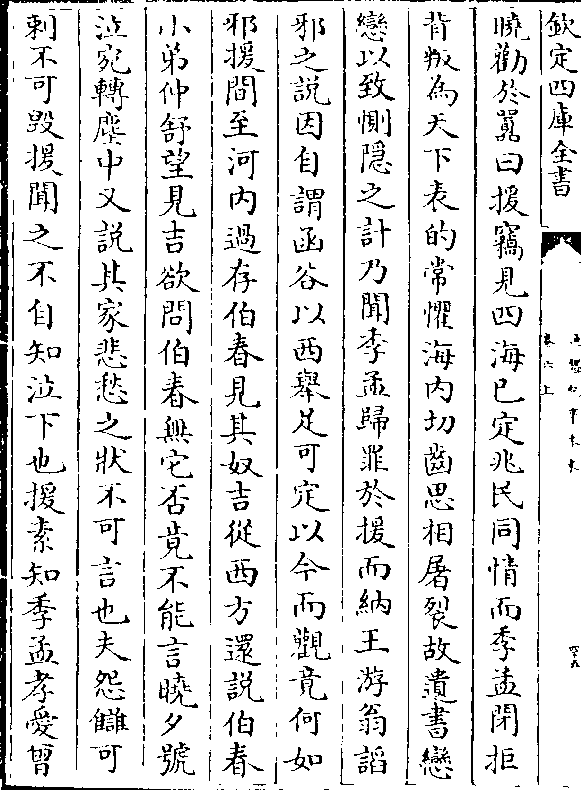 欽定四庫全書
曉勸於囂曰援竊見四海已定兆民同情而季孟閉拒
背叛為天下表的常懼海内切齒思相屠裂故遺書戀
戀以致惻隠之計乃聞季孟歸罪於援而納王游翁諂
邪之說因自謂函谷以西舉足可定以今而觀竟何如
邪援間至河内過存伯春見其奴吉從西方還說伯春
小弟仲舒望見吉欲問伯春無它否竟不能言曉夕號
泣宛轉塵中又說其家悲愁之狀不可言也夫怨讎可
刺不可毀援聞之不自知泣下也援素知季孟孝愛曾